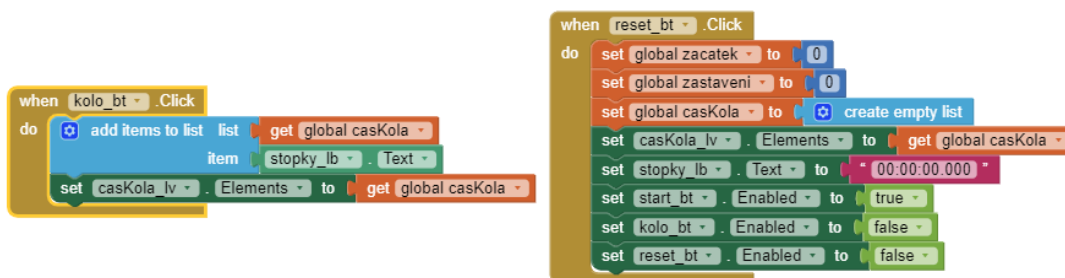 when kolo_bt .Click
do add items to list list get global casKola
item stopky_lb . Text
set casKola_lv . Elements to get global casKola
when reset_bt .Click
do set global zacatek to 0
set global zastaveni to 0
set global casKola to create empty list
set casKola_lv . Elements to get global casKola
set stopky_lb . Text to “ 00:00:00.000 ”
set start_bt . Enabled to true
set kolo_bt . Enabled to false
set reset_bt . Enabled to false